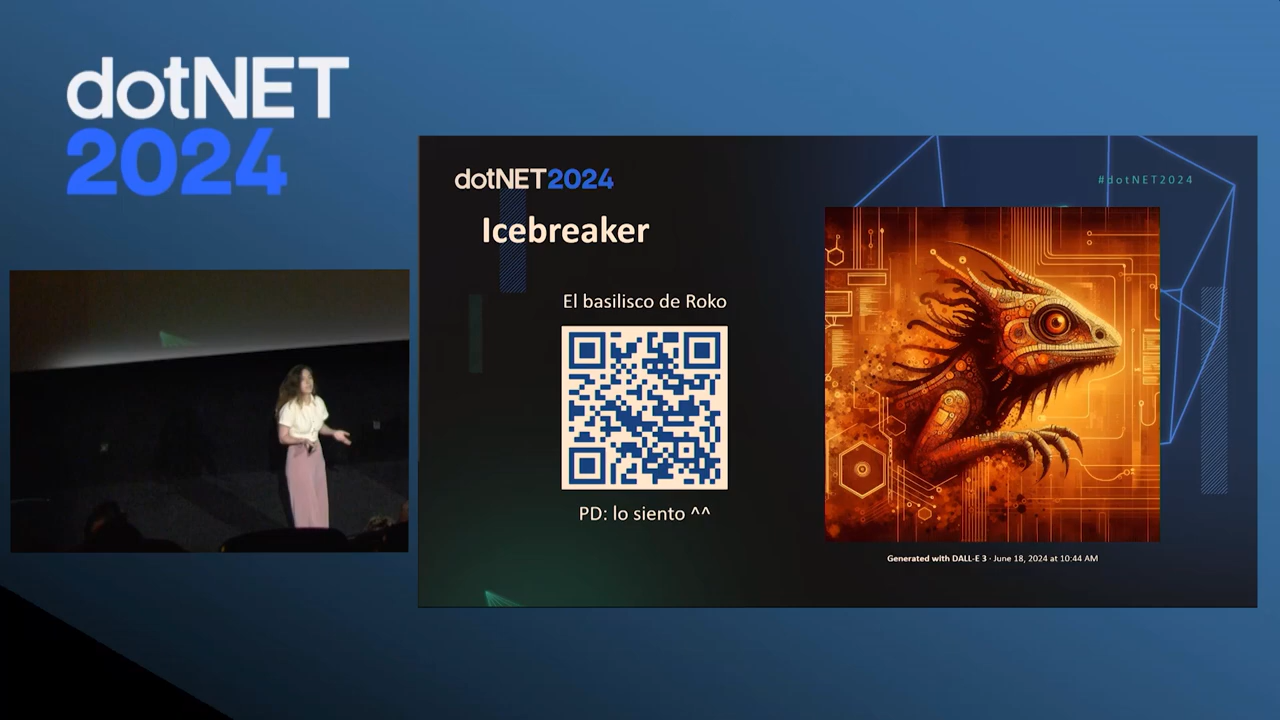 dotNET
2024
dotNET2024
#dotNET2024
Icebreaker
El basilisco de Roko
PD: lo siento ^^
Generated with DALL-E 3 · June 18, 2024 at 10:44 AM